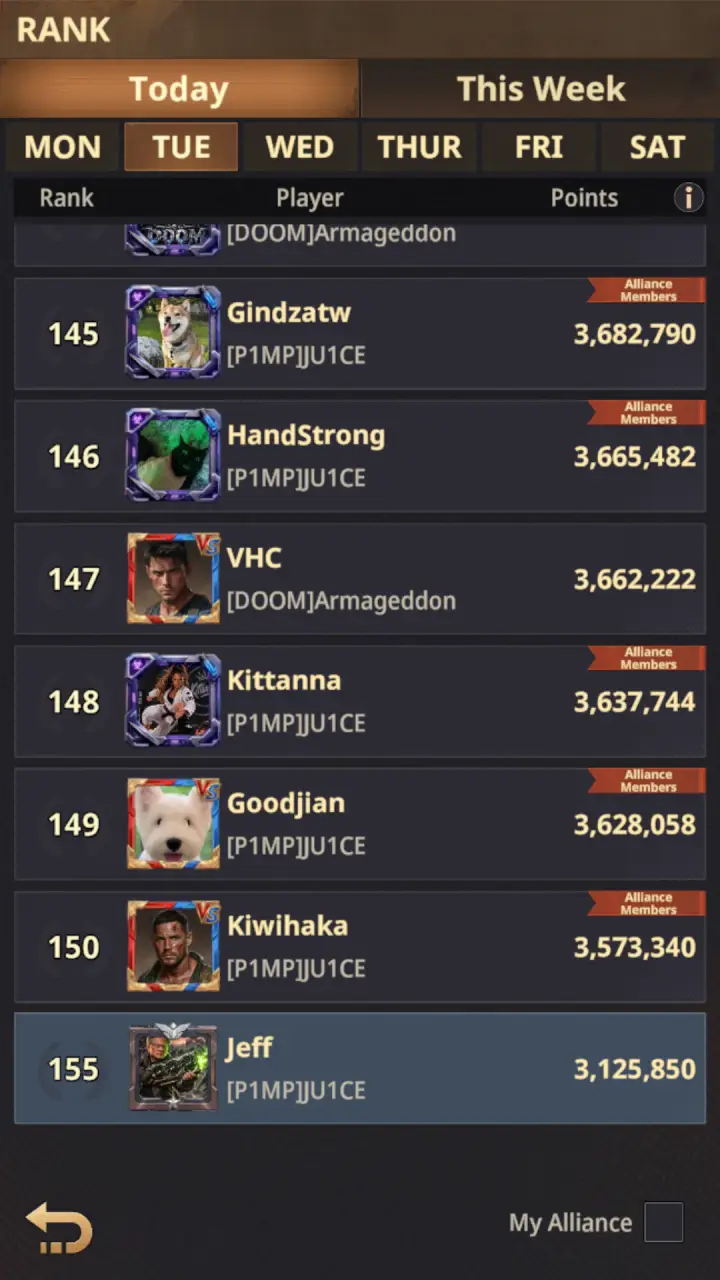 RANK
Today
This Week
MON
TUE
WED
THUR
FRI
SAT
Rank
Player
Points
i
DOOM
[DOOM]Armageddon
145
Gindzatw
[P1MP]JU1CE
Alliance
Members
3,682,790
146
HandStrong
[P1MP]JU1CE
Alliance
Members
3,665,482
147
VS
VHC
[DOOM]Armageddon
3,662,222
148
Kittanna
[P1MP]JU1CE
Alliance
Members
3,637,744
149
VS
Goodjian
[P1MP]JU1CE
Alliance
Members
3,628,058
150
VS
Kiwihaka
[P1MP]JU1CE
Alliance
Members
3,573,340
155
Jeff
[P1MP]JU1CE
3,125,850
My Alliance